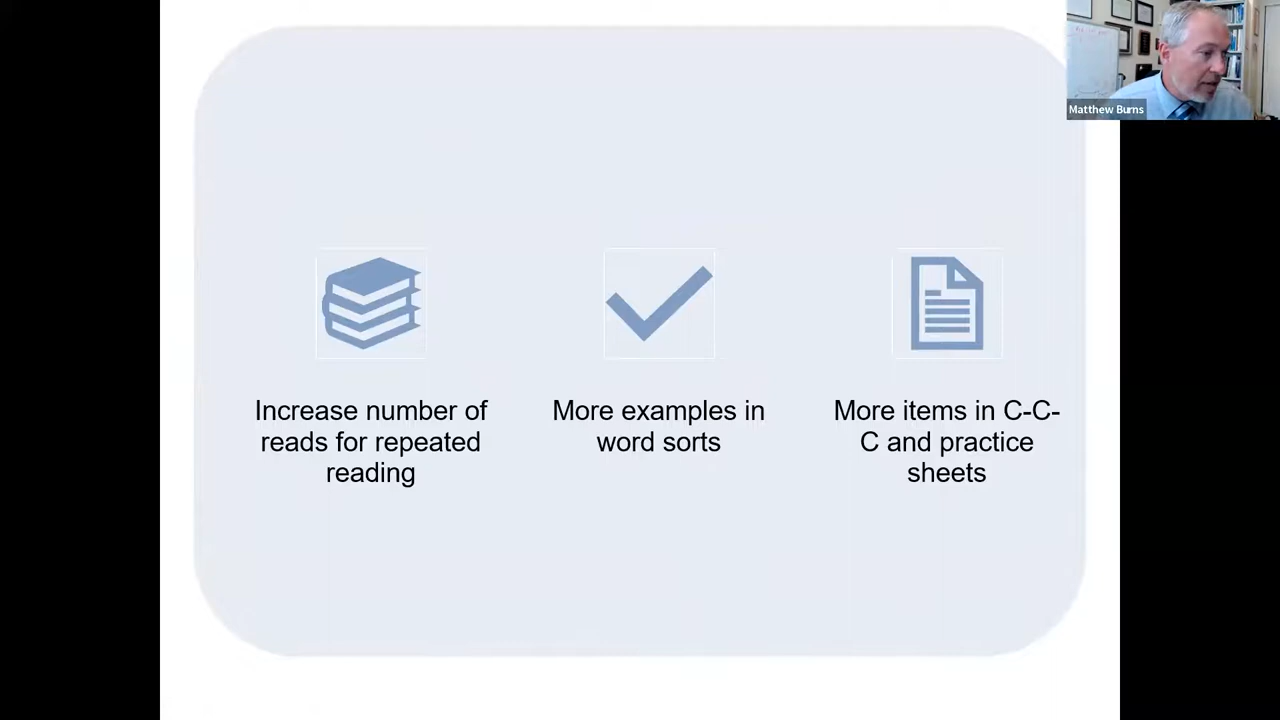 Matthew Burns
Increase number of
reads for repeated
reading
More examples in
word sorts
More items in C-C-
C and practice
sheets